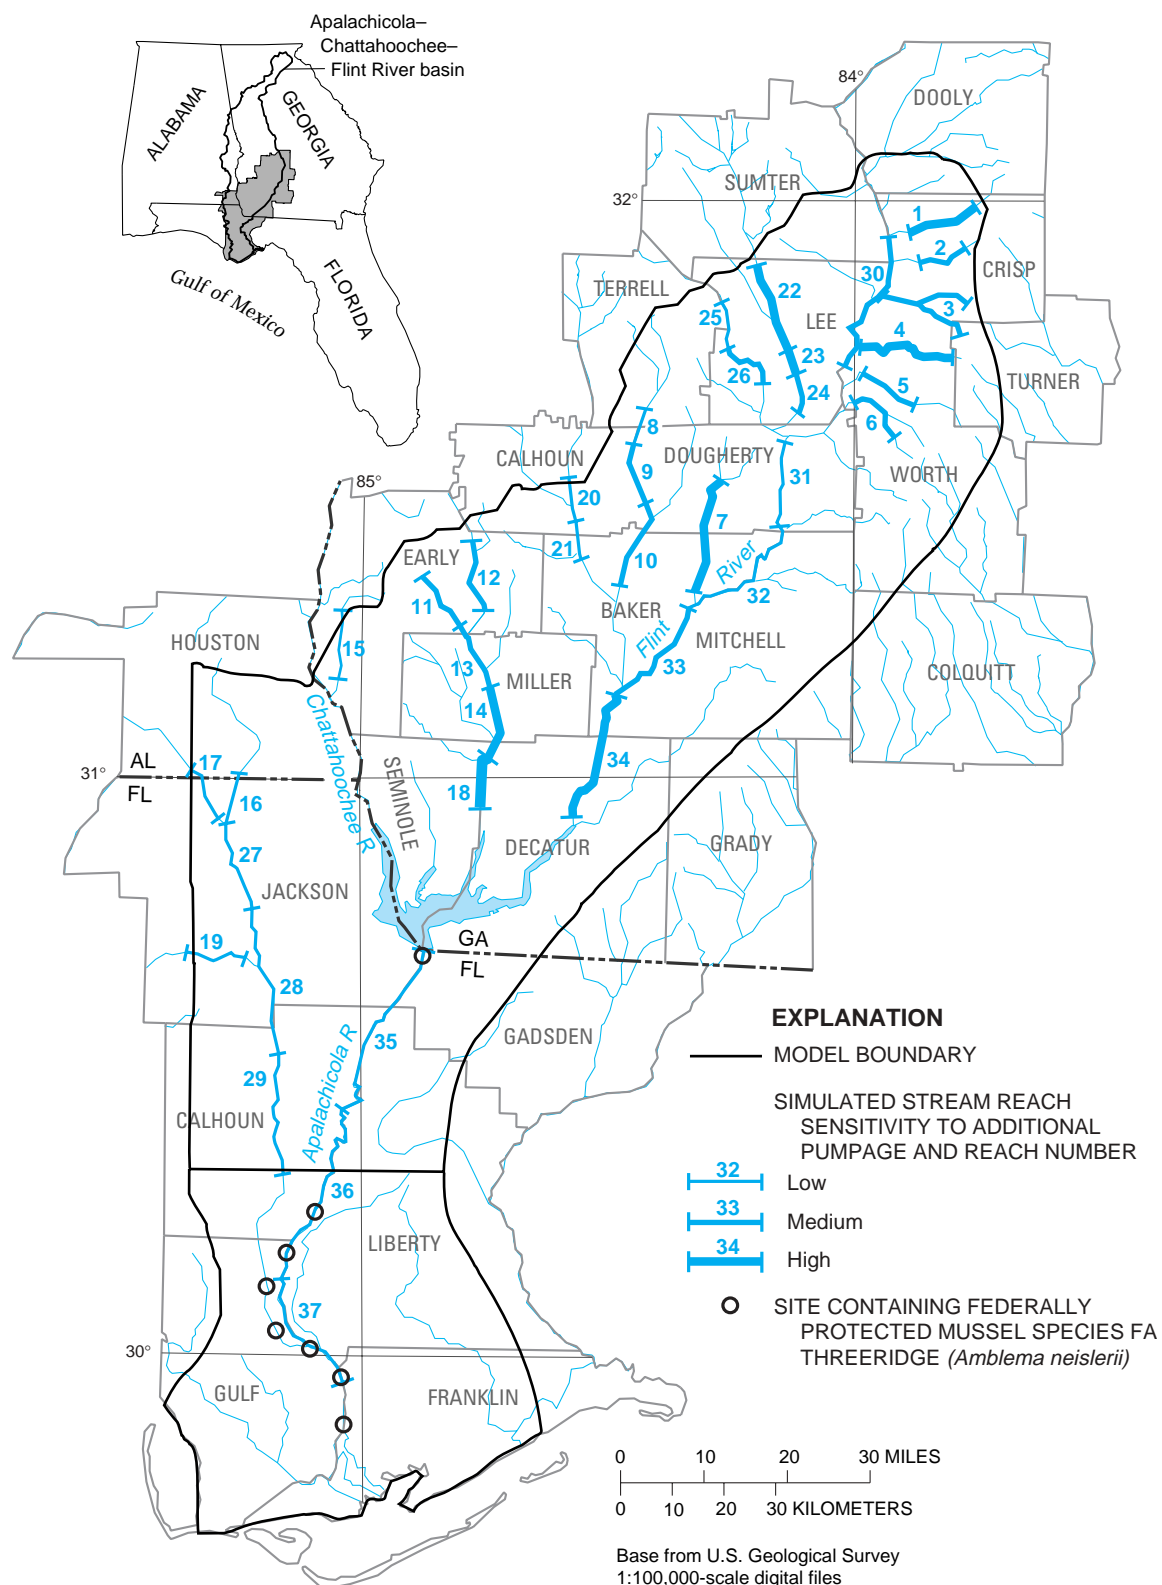 Apalachicola–
Chattahoochee–
Flint River basin
ALABAMA
GEORGIA
FLORIDA
Gulf of Mexico
84°
DOOLY
SUMTER
32°
1
2
CRISP
30
TERRELL
22
25
LEE
3
4
23
26
24
5
TURNER
6
8
CALHOUN
DOUGHERTY
WORTH
85°
20
9
31
7
EARLY
21
12
10
River
32
11
BAKER
HOUSTON
15
Flint
MITCHELL
33
13
MILLER
COLQUITT
14
Chattahoochee R
17
AL
31°
FL
16
SEMINOLE
18
34
27
DECATUR
GRADY
JACKSON
19
GA
FL
28
35
GADSDEN
29
Apalachicola R
CALHOUN
36
LIBERTY
37
30°
GULF
FRANKLIN
EXPLANATION
MODEL BOUNDARY
SIMULATED STREAM REACH
SENSITIVITY TO ADDITIONAL
PUMPAGE AND REACH NUMBER
32
Low
33
Medium
34
High
SITE CONTAINING FEDERALLY
PROTECTED MUSSEL SPECIES FA
THREERIDGE (Amblema neislerii)
0 10 20 30 MILES
0 10 20 30 KILOMETERS
Base from U.S. Geological Survey
1:100,000-scale digital files